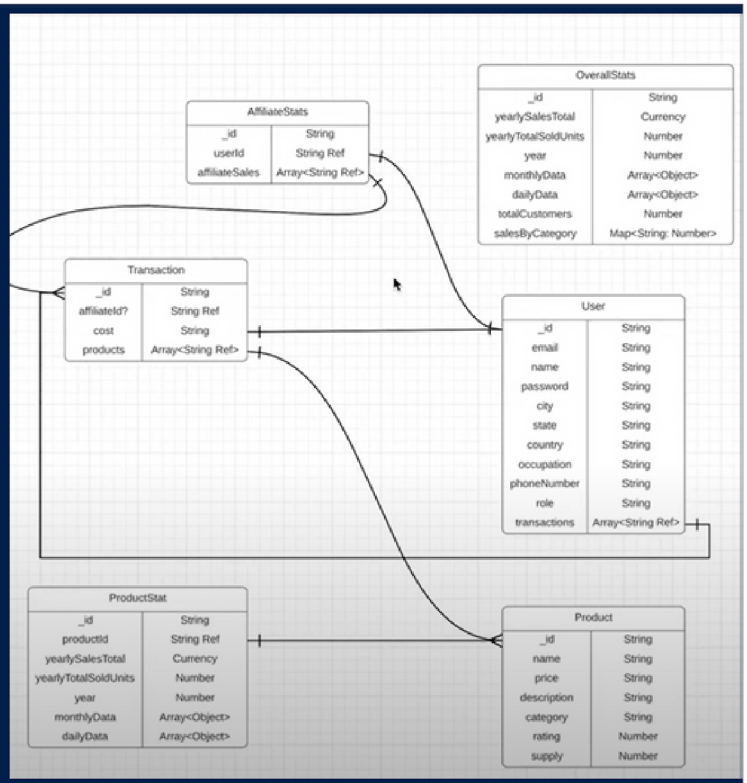 AffiliateStats
_id String
userId String Ref
affiliateSales Array<String Ref>
OverallStats
_id String
yearlySalesTotal Currency
yearlyTotalSoldUnits Number
year Number
monthlyData Array<Object>
dailyData Array<Object>
totalCustomers Number
salesByCategory Map<String: Number>
Transaction
_id String
affiliateId? String Ref
cost String
products Array<String Ref>
User
_id String
email String
name String
password String
city String
state String
country String
occupation String
phoneNumber String
role String
transactions Array<String Ref>
ProductStat
_id String
productId String Ref
yearlySalesTotal Currency
yearlyTotalSoldUnits Number
year Number
monthlyData Array<Object>
dailyData Array<Object>
Product
_id String
name String
price String
description String
category String
rating Number
supply Number